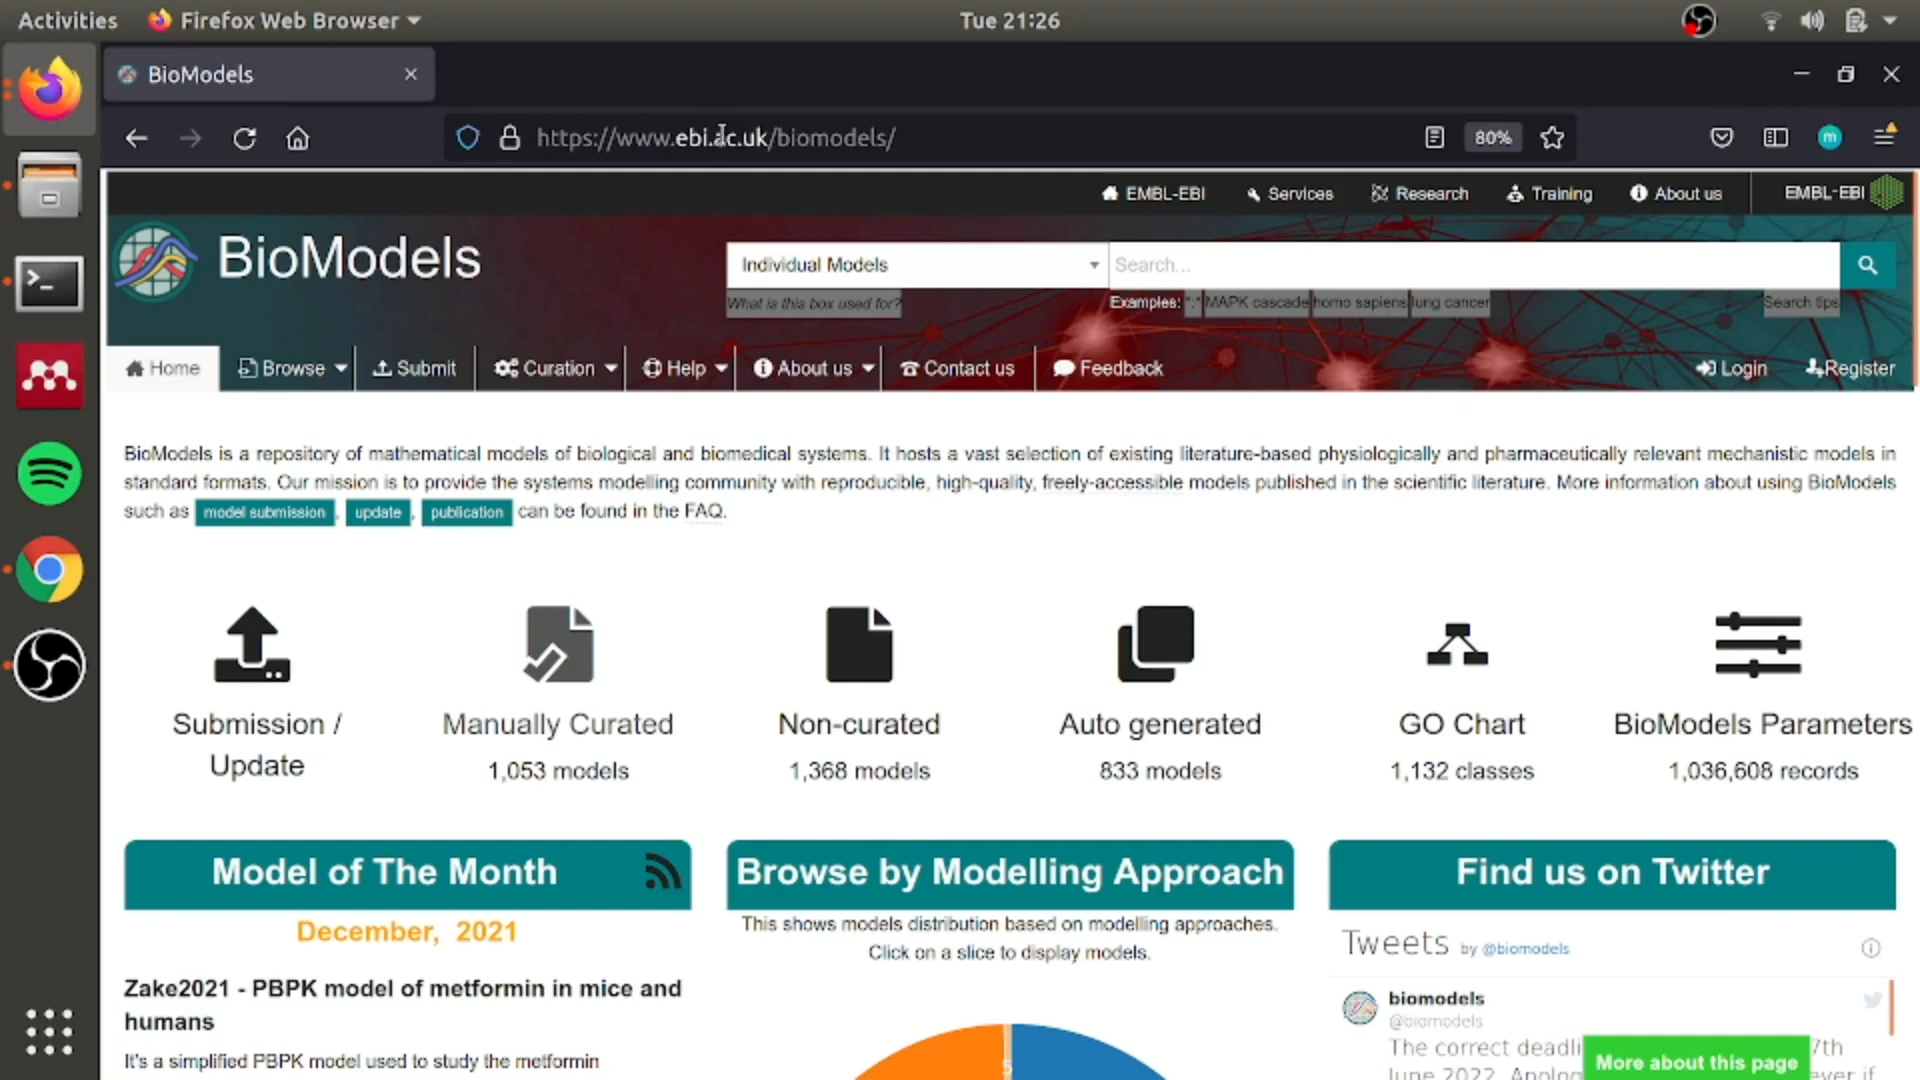 Activities Firefox Web Browser Tue 21:26
BioModels
https://www.ebi.ac.uk/biomodels/ 80% m
EMBL-EBI Services Research Training About us EMBL-EBI
BioModels
Individual Models Search...
What is this box used for? Examples: *:* MAPK cascade homo sapiens lung cancer Search tips
Home Browse Submit Curation Help About us Contact us Feedback Login Register
BioModels is a repository of mathematical models of biological and biomedical systems. It hosts a vast selection of existing literature-based physiologically and pharmaceutically relevant mechanistic models in
standard formats. Our mission is to provide the systems modelling community with reproducible, high-quality, freely-accessible models published in the scientific literature. More information about using BioModels
such as model submission, update, publication can be found in the FAQ.
Submission / Update
1,053 models
Manually Curated
1,368 models
Non-curated
833 models
Auto generated
1,132 classes
GO Chart
1,036,608 records
BioModels Parameters
Model of The Month
December, 2021
Zake2021 - PBPK model of metformin in mice and
humans
It's a simplified PBPK model used to study the metformin
Browse by Modelling Approach
This shows models distribution based on modelling approaches.
Click on a slice to display models.
5
Find us on Twitter
Tweets by @biomodels
biomodels
@biomodels
The correct deadli 7th
June 2022. Apolog ever if
More about this page